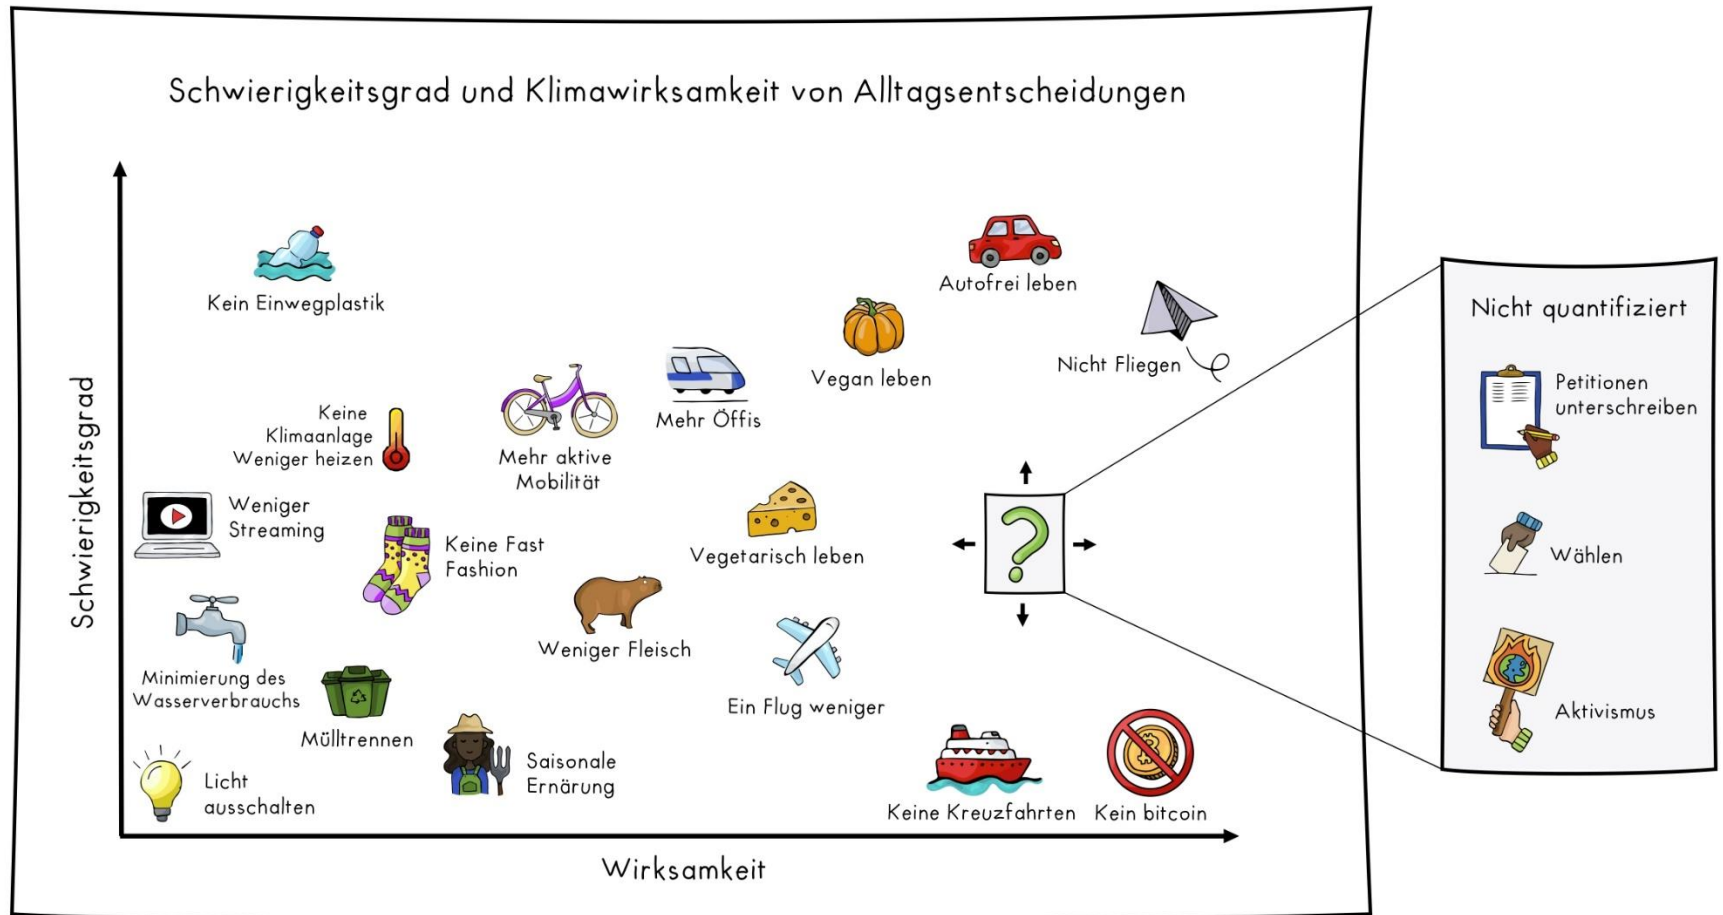 Schwierigkeitsgrad und Klimawirksamkeit von Alltagsentscheidungen
Schwierigkeitsgrad
Kein Einwegplastik
Autofrei leben
Nicht Fliegen
Vegan leben
Mehr Öffis
Keine
Klimaanlage
Weniger heizen
Mehr aktive
Mobilität
Weniger
Streaming
Keine Fast
Fashion
Vegetarisch leben
?
Weniger Fleisch
Minimierung des
Wasserverbrauchs
Ein Flug weniger
Mülltrennen
Saisonale
Ernärung
Licht
ausschalten
Keine Kreuzfahrten
Kein bitcoin
Wirksamkeit
Nicht quantifiziert
Petitionen
unterschreiben
Wählen
Aktivismus